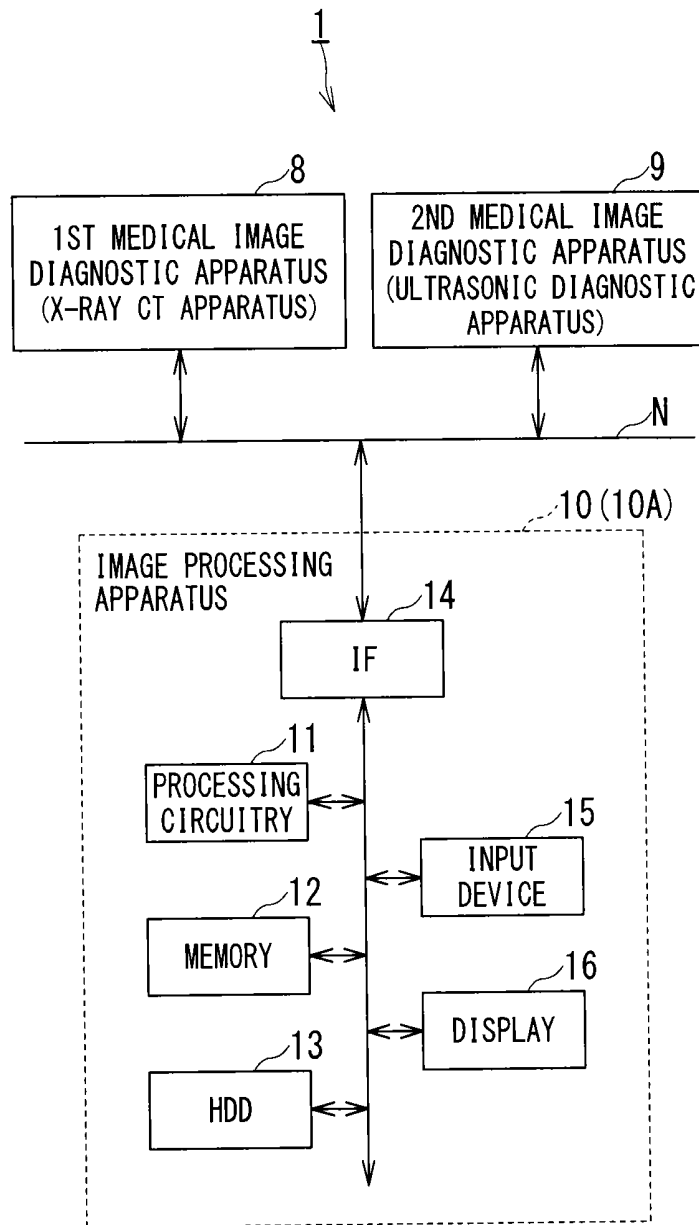 1
8
1ST MEDICAL IMAGE
DIAGNOSTIC APPARATUS
(X-RAY CT APPARATUS)
9
2ND MEDICAL IMAGE
DIAGNOSTIC APPARATUS
(ULTRASONIC DIAGNOSTIC
APPARATUS)
N
10(10A)
IMAGE PROCESSING
APPARATUS
14
IF
11
PROCESSING
CIRCUITRY
15
INPUT
DEVICE
12
MEMORY
16
DISPLAY
13
HDD